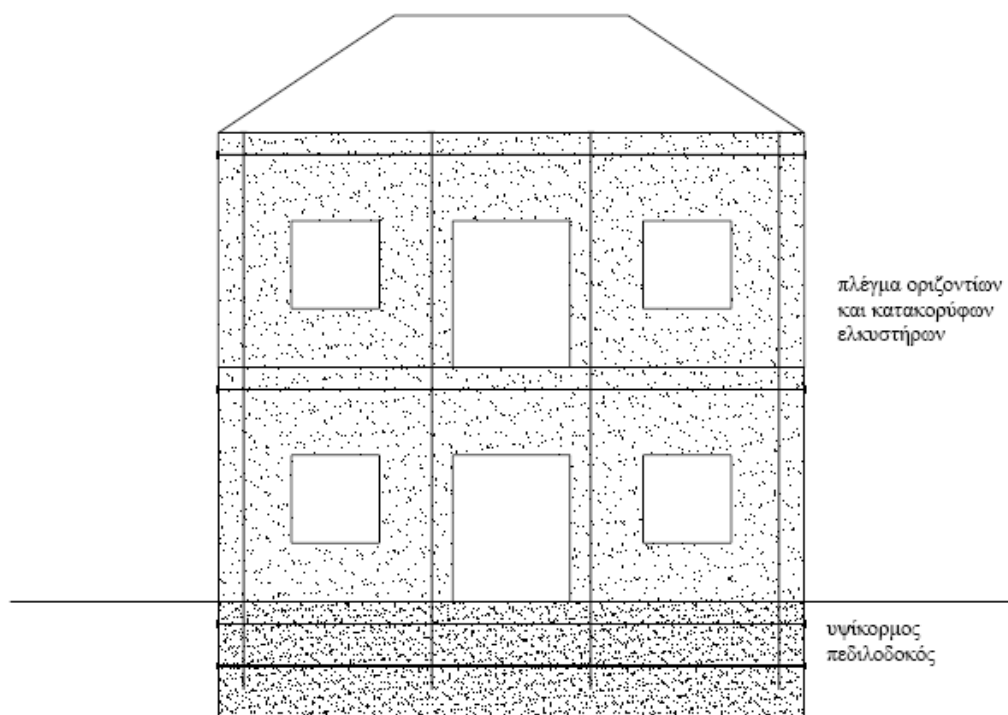 πλέγμα οριζοντίων
και κατακορύφων
ελκυστήρων
υψίκορμος
πεδιλοδοκός